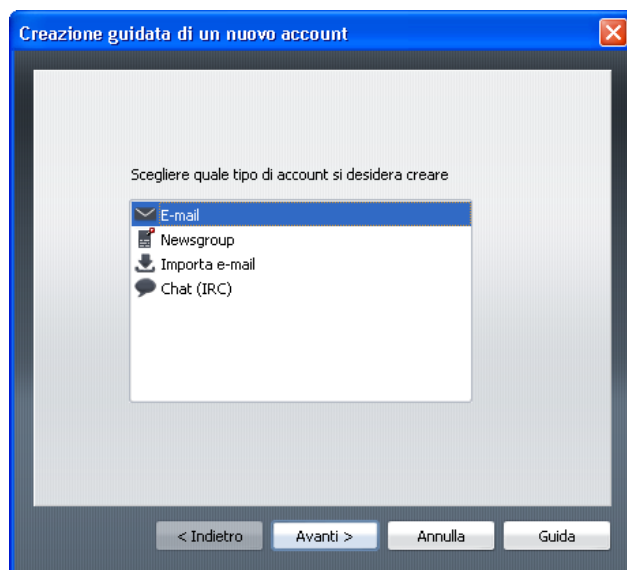 Creazione guidata di un nuovo account
Scegliere quale tipo di account si desidera creare
E-mail
Newsgroup
Importa e-mail
Chat (IRC)
< Indietro
Avanti >
Annulla
Guida